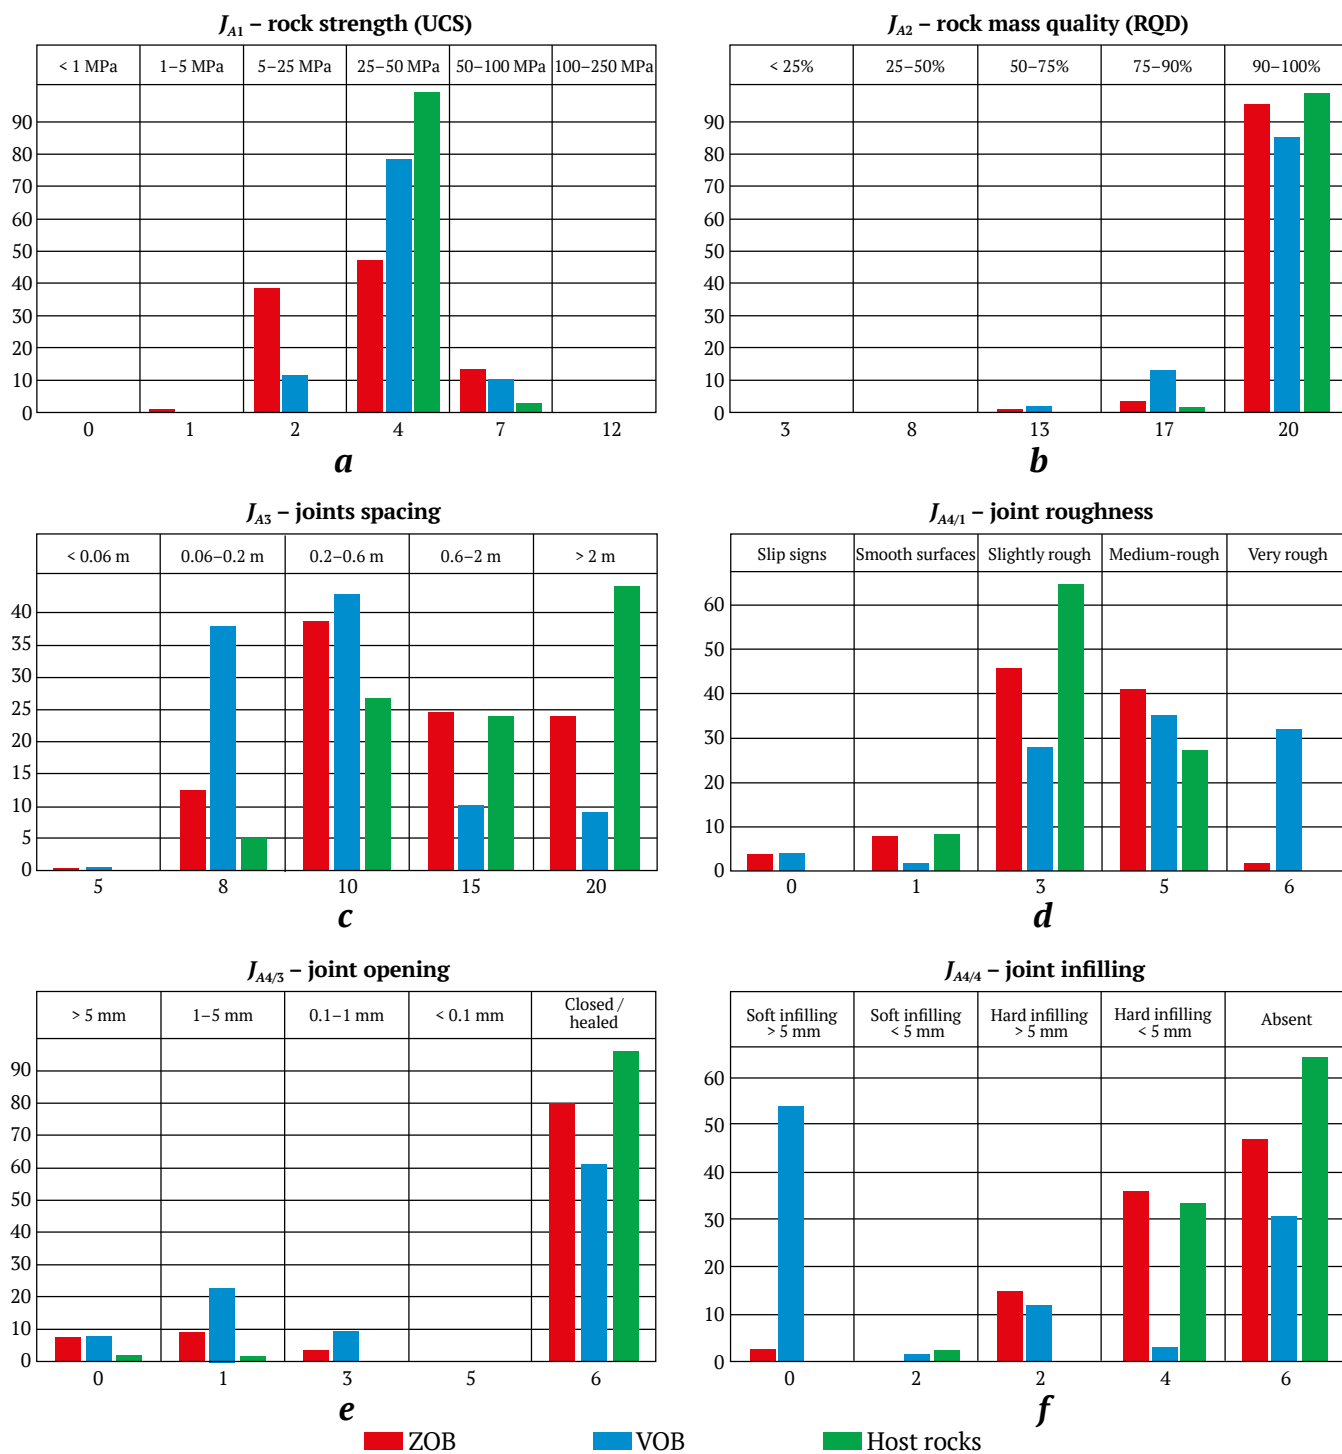 J_A1 – rock strength (UCS)
< 1 MPa 1–5 MPa 5–25 MPa 25–50 MPa 50–100 MPa 100–250 MPa
90
80
70
60
50
40
30
20
10
0
0 1 2 4 7 12
a
J_A2 – rock mass quality (RQD)
< 25% 25–50% 50–75% 75–90% 90–100%
90
80
70
60
50
40
30
20
10
0
3 8 13 17 20
b
J_A3 – joints spacing
< 0.06 m 0.06–0.2 m 0.2–0.6 m 0.6–2 m > 2 m
40
35
30
25
20
15
10
5
0
5 8 10 15 20
c
J_A4/1 – joint roughness
Slip signs Smooth surfaces Slightly rough Medium-rough Very rough
60
50
40
30
20
10
0
0 1 3 5 6
d
J_A4/3 – joint opening
> 5 mm 1–5 mm 0.1–1 mm < 0.1 mm Closed /
healed
90
80
70
60
50
40
30
20
10
0
0 1 3 5 6
e
J_A4/4 – joint infilling
Soft infilling Soft infilling Hard infilling Hard infilling Absent
> 5 mm < 5 mm > 5 mm < 5 mm
60
50
40
30
20
10
0
0 2 2 4 6
f
ZOB VOB Host rocks